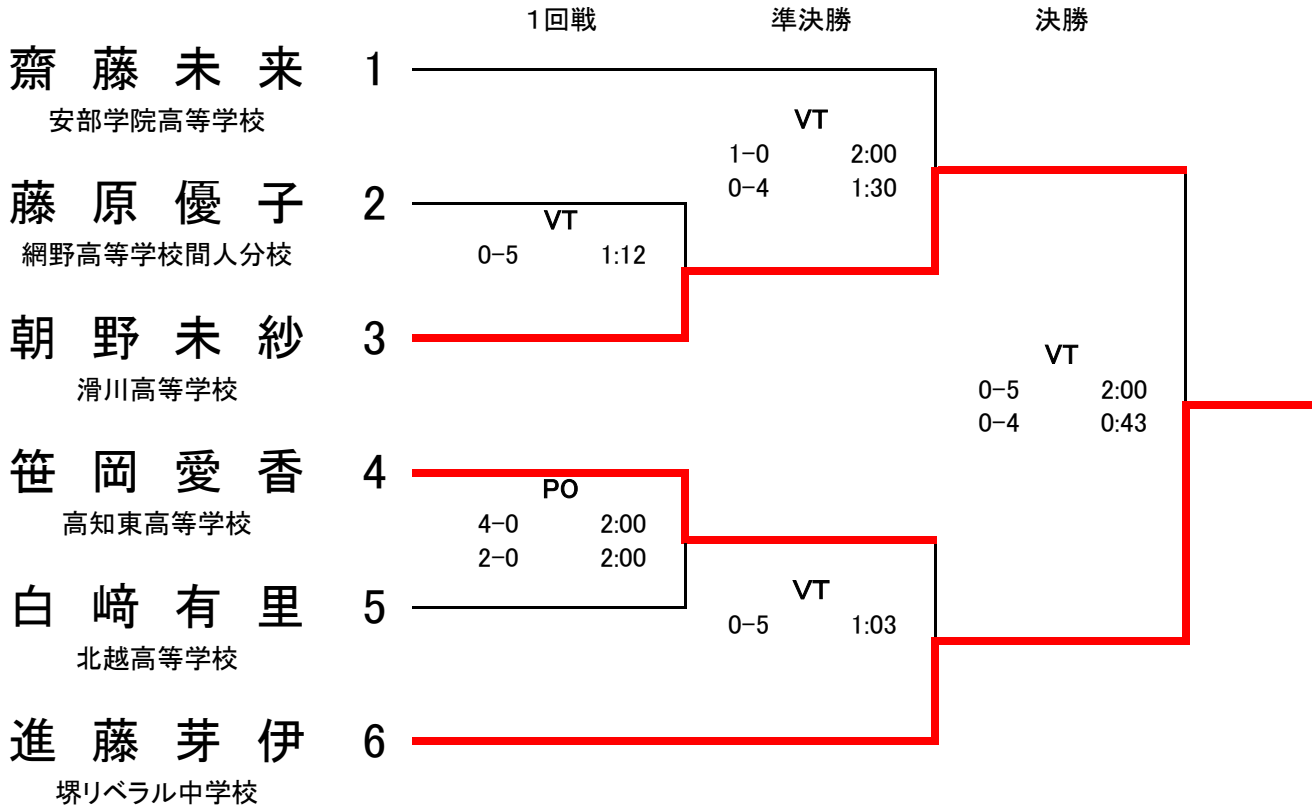 1回戦 準決勝 決勝
齋藤未来 1
安部学院高等学校
VT
1-0 2:00
0-4 1:30
藤原優子 2
網野高等学校間人分校
VT
0-5 1:12
朝野未紗 3
滑川高等学校
VT
0-5 2:00
0-4 0:43
笹岡愛香 4
高知東高等学校
PO
4-0 2:00
2-0 2:00
白﨑有里 5
北越高等学校
VT
0-5 1:03
進藤芽伊 6
堺リベラル中学校